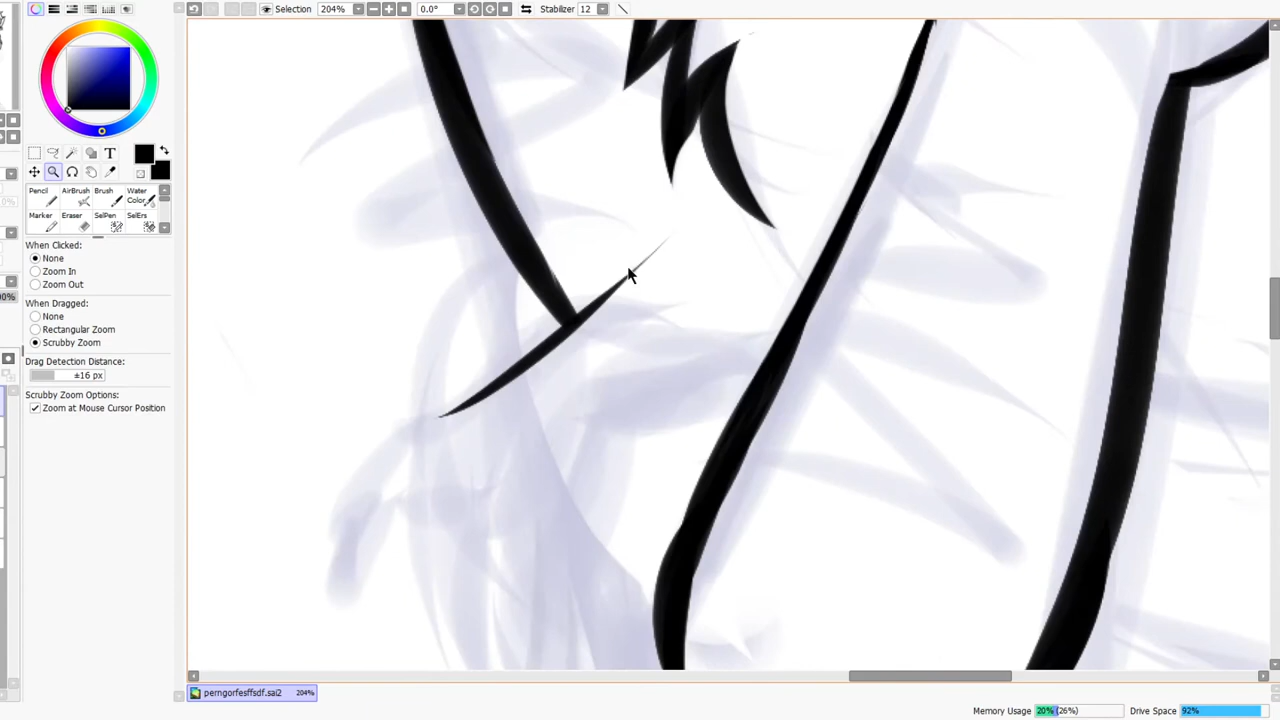 Selection 204% 0.0° Stabilizer 12
T
Pencil AirBrush Brush Water Color
Marker Eraser SelPen SelErs
When Clicked:
None
Zoom In
Zoom Out
When Dragged:
None
Rectangular Zoom
Scrubby Zoom
Drag Detection Distance:
±16 px
Scrubby Zoom Options:
Zoom at Mouse Cursor Position
perngorfesffsdf.sai2 204%
Memory Usage 20% (26%) Drive Space 92%